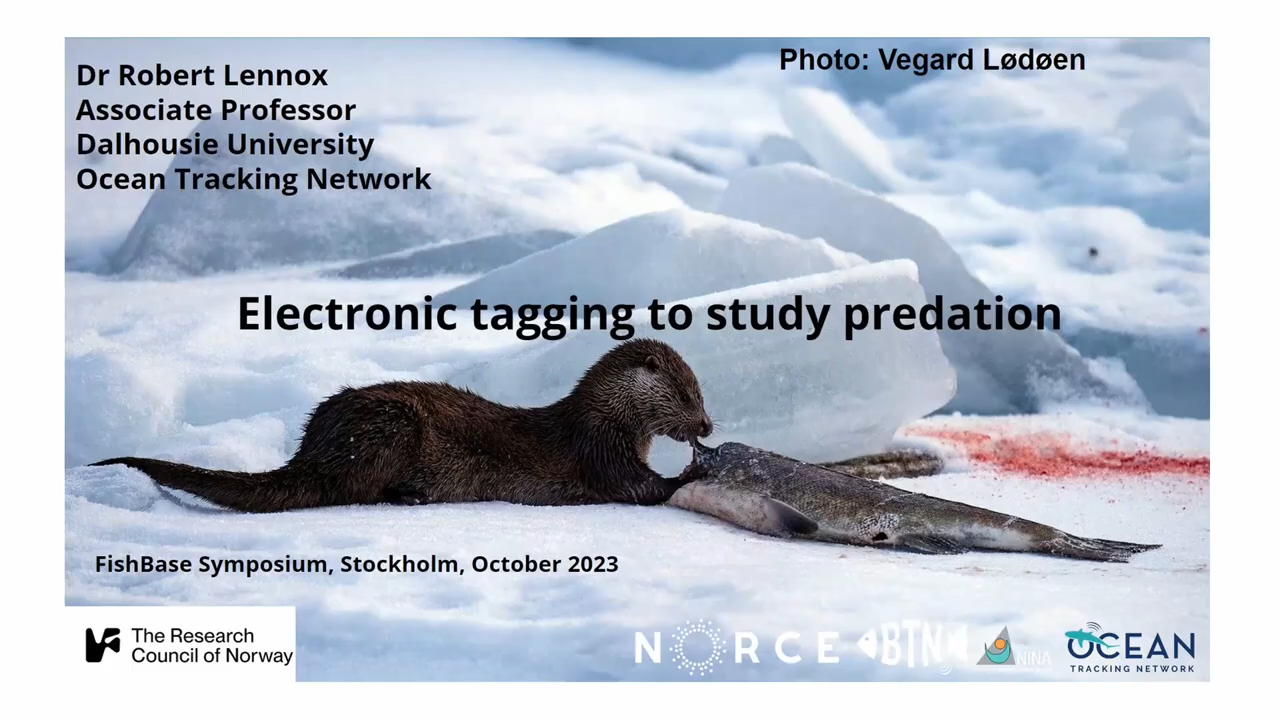 Dr Robert Lennox
Associate Professor
Dalhousie University
Ocean Tracking Network
Photo: Vegard Lødøen
Electronic tagging to study predation
FishBase Symposium, Stockholm, October 2023
The Research
Council of Norway
NORCE
BTN
NINA
OCEAN
TRACKING NETWORK